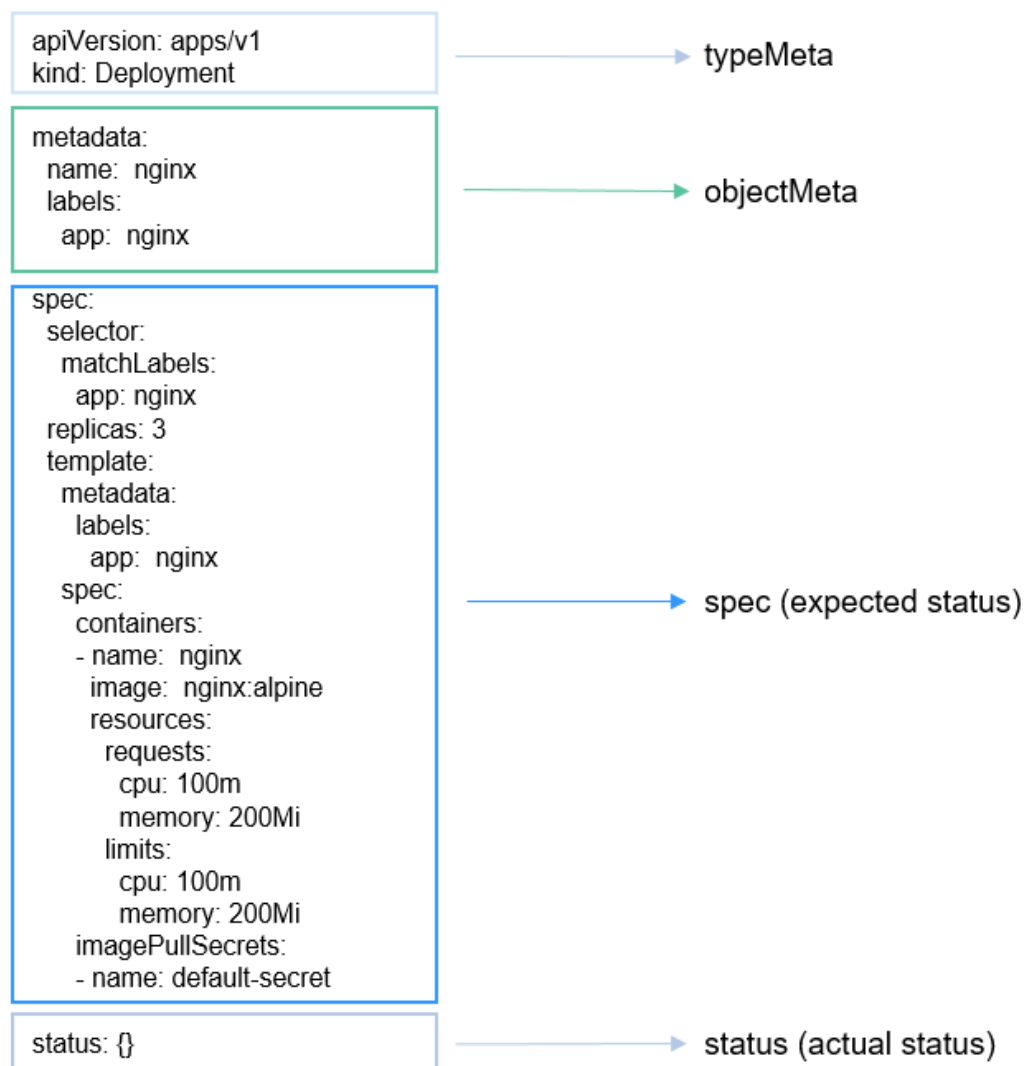 apiVersion: apps/v1
kind: Deployment
typeMeta
metadata:
  name:  nginx
  labels:
    app:  nginx
objectMeta
spec:
  selector:
    matchLabels:
      app: nginx
  replicas: 3
  template:
    metadata:
      labels:
        app:  nginx
    spec:
      containers:
      - name:  nginx
        image:  nginx:alpine
        resources:
          requests:
            cpu: 100m
            memory: 200Mi
          limits:
            cpu: 100m
            memory: 200Mi
      imagePullSecrets:
      - name: default-secret
spec (expected status)
status: {}
status (actual status)